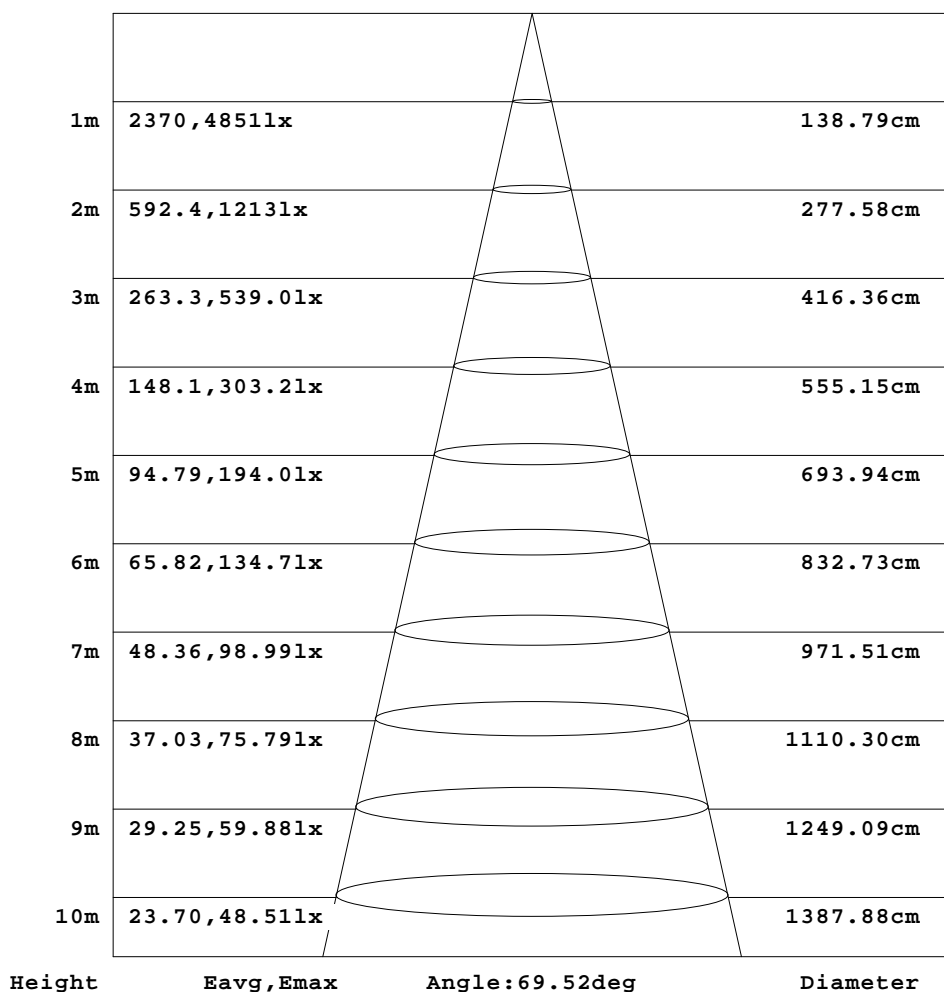 1m 2370,4851lx 138.79cm
2m 592.4,1213lx 277.58cm
3m 263.3,539.0lx 416.36cm
4m 148.1,303.2lx 555.15cm
5m 94.79,194.0lx 693.94cm
6m 65.82,134.7lx 832.73cm
7m 48.36,98.99lx 971.51cm
8m 37.03,75.79lx 1110.30cm
9m 29.25,59.88lx 1249.09cm
10m 23.70,48.51lx 1387.88cm
Height Eavg,Emax Angle:69.52deg Diameter